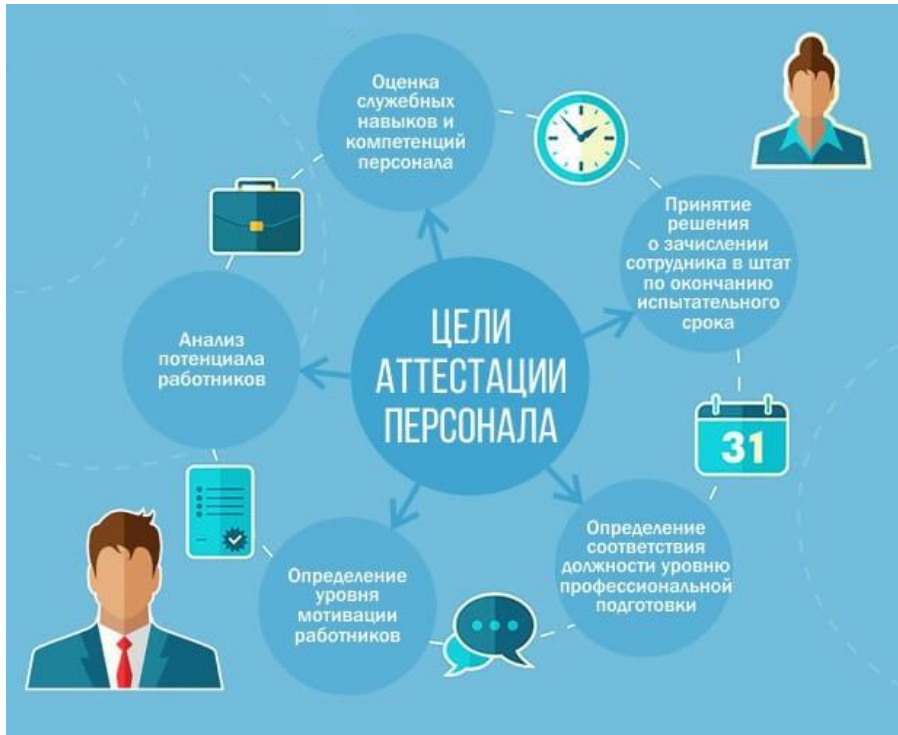 Оценка
служебных
навыков и
компетенций
персонала
Принятие
решения
о зачислении
сотрудника в штат
по окончанию
испытательного
срока
ЦЕЛИ
АТТЕСТАЦИИ
ПЕРСОНАЛА
Анализ
потенциала
работников
31
Определение
соответствия
должности уровню
профессиональной
подготовки
Определение
уровня
мотивации
работников